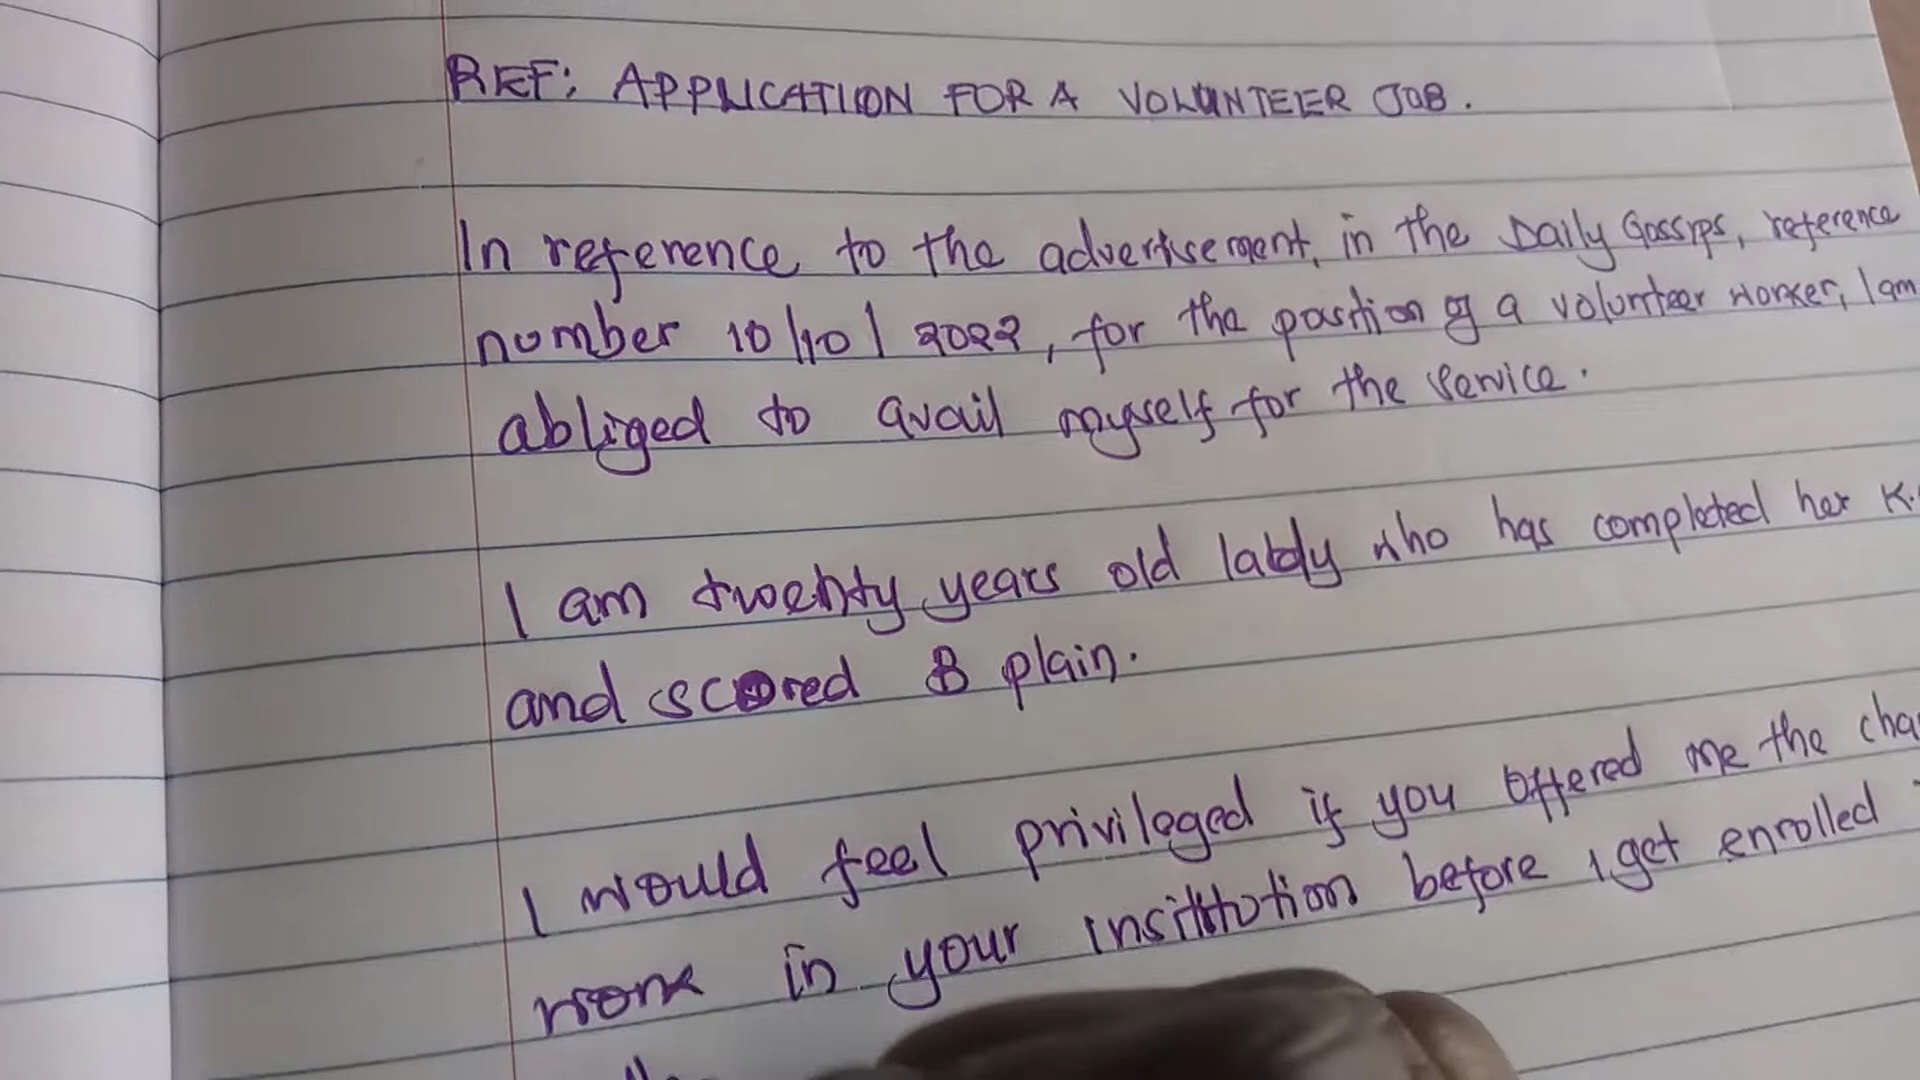 REF: APPLICATION FOR A VOLUNTEER JOB.
In reference to the advertisement, in the Daily Gossips, reference
number 10/10/2022, for the position of a volunteer worker, I am
abliged to avail myself for the service.
I am twenty years old lady who has completed her K.
and scored B plain.
I would feel privileged if you offered me the cha
work in your institution before i get enrolled